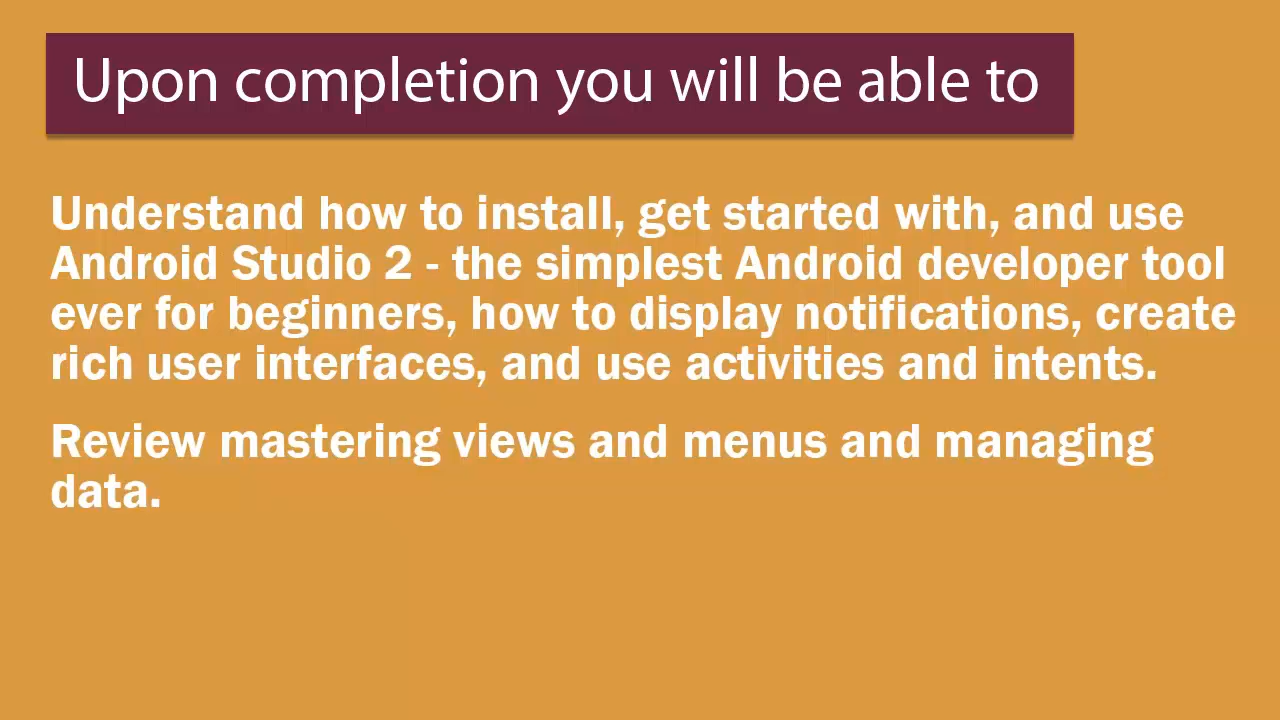 Upon completion you will be able to
Understand how to install, get started with, and use
Android Studio 2 - the simplest Android developer tool
ever for beginners, how to display notifications, create
rich user interfaces, and use activities and intents.
Review mastering views and menus and managing
data.